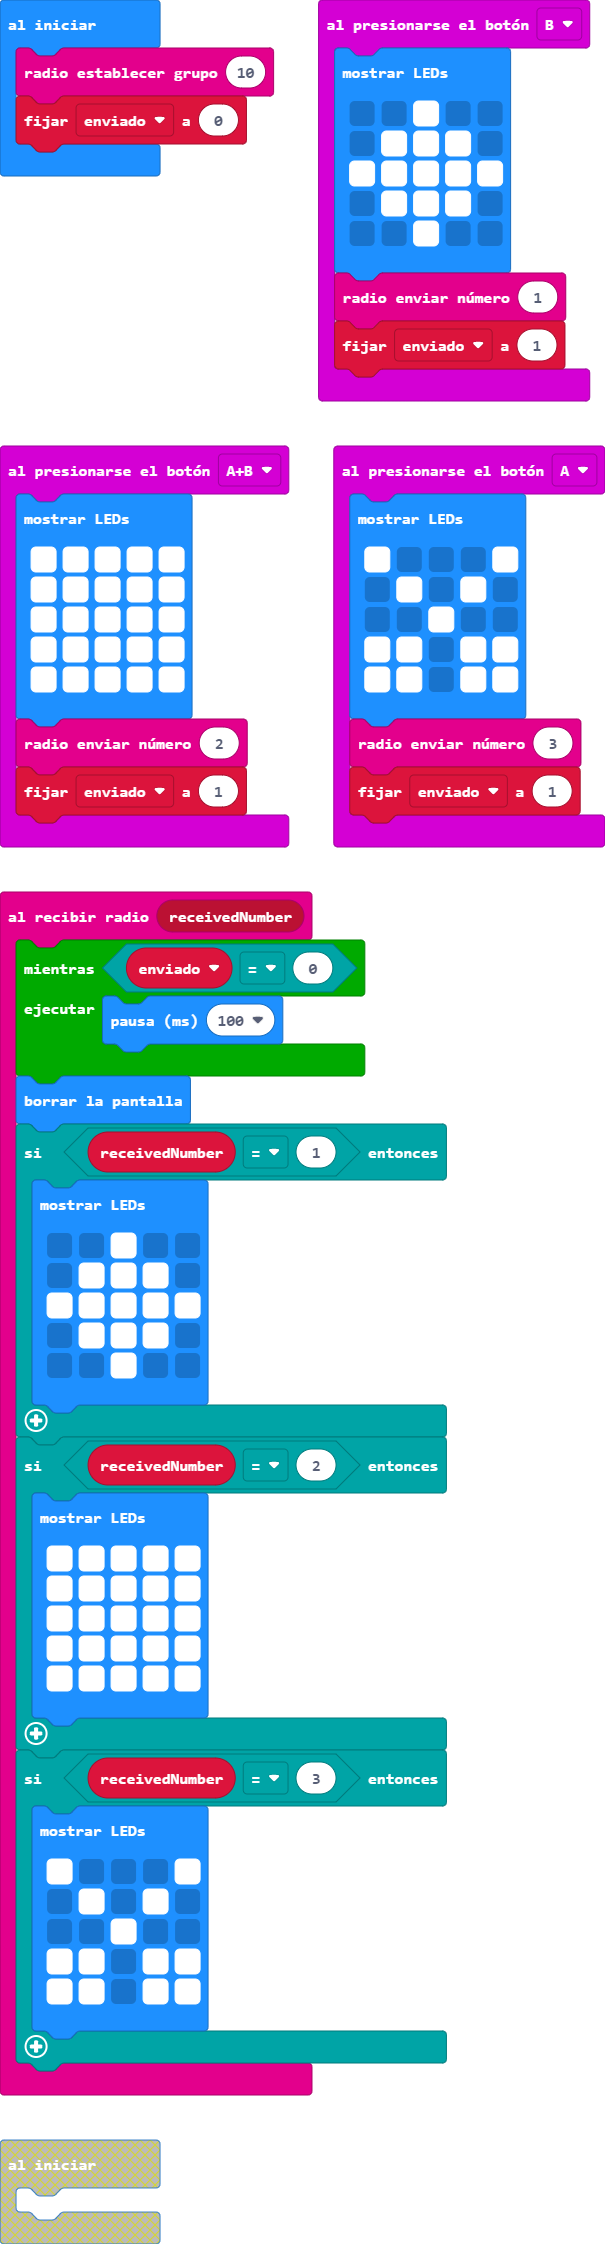 al iniciar
radio establecer grupo 10
fijar enviado a 0
al presionarse el botón B
mostrar LEDs
radio enviar número 1
fijar enviado a 1
al presionarse el botón A+B
mostrar LEDs
radio enviar número 2
fijar enviado a 1
al presionarse el botón A
mostrar LEDs
radio enviar número 3
fijar enviado a 1
al recibir radio receivedNumber
mientras enviado = 0
ejecutar
pausa (ms) 100
borrar la pantalla
si receivedNumber = 1 entonces
mostrar LEDs
si receivedNumber = 2 entonces
mostrar LEDs
si receivedNumber = 3 entonces
mostrar LEDs
al iniciar